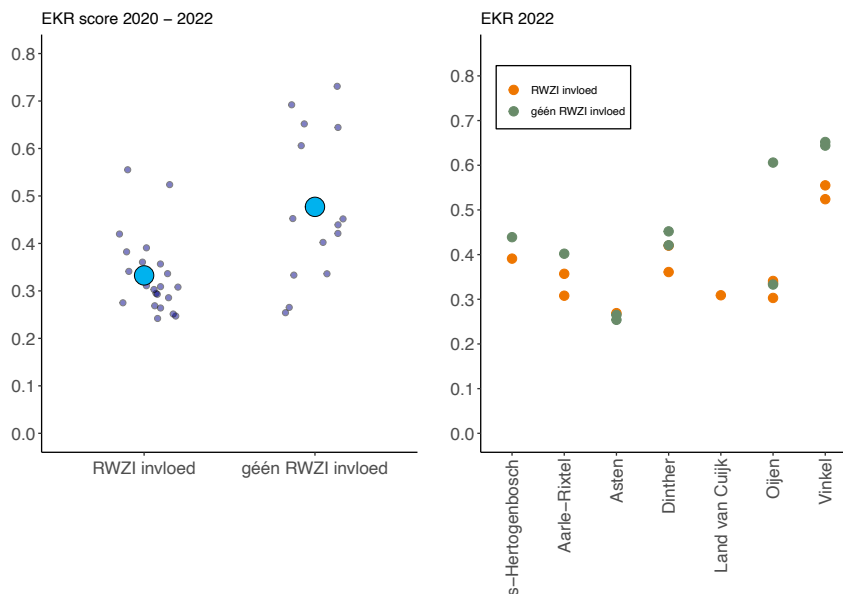 EKR score 2020 − 2022
0.8
0.7
0.6
0.5
0.4
0.3
0.2
0.1
0.0
RWZI invloed
géén RWZI invloed
EKR 2022
RWZI invloed
géén RWZI invloed
0.8
0.7
0.6
0.5
0.4
0.3
0.2
0.1
0.0
s−Hertogenbosch
Aarle−Rixtel
Asten
Dinther
Land van Cuijk
Oijen
Vinkel